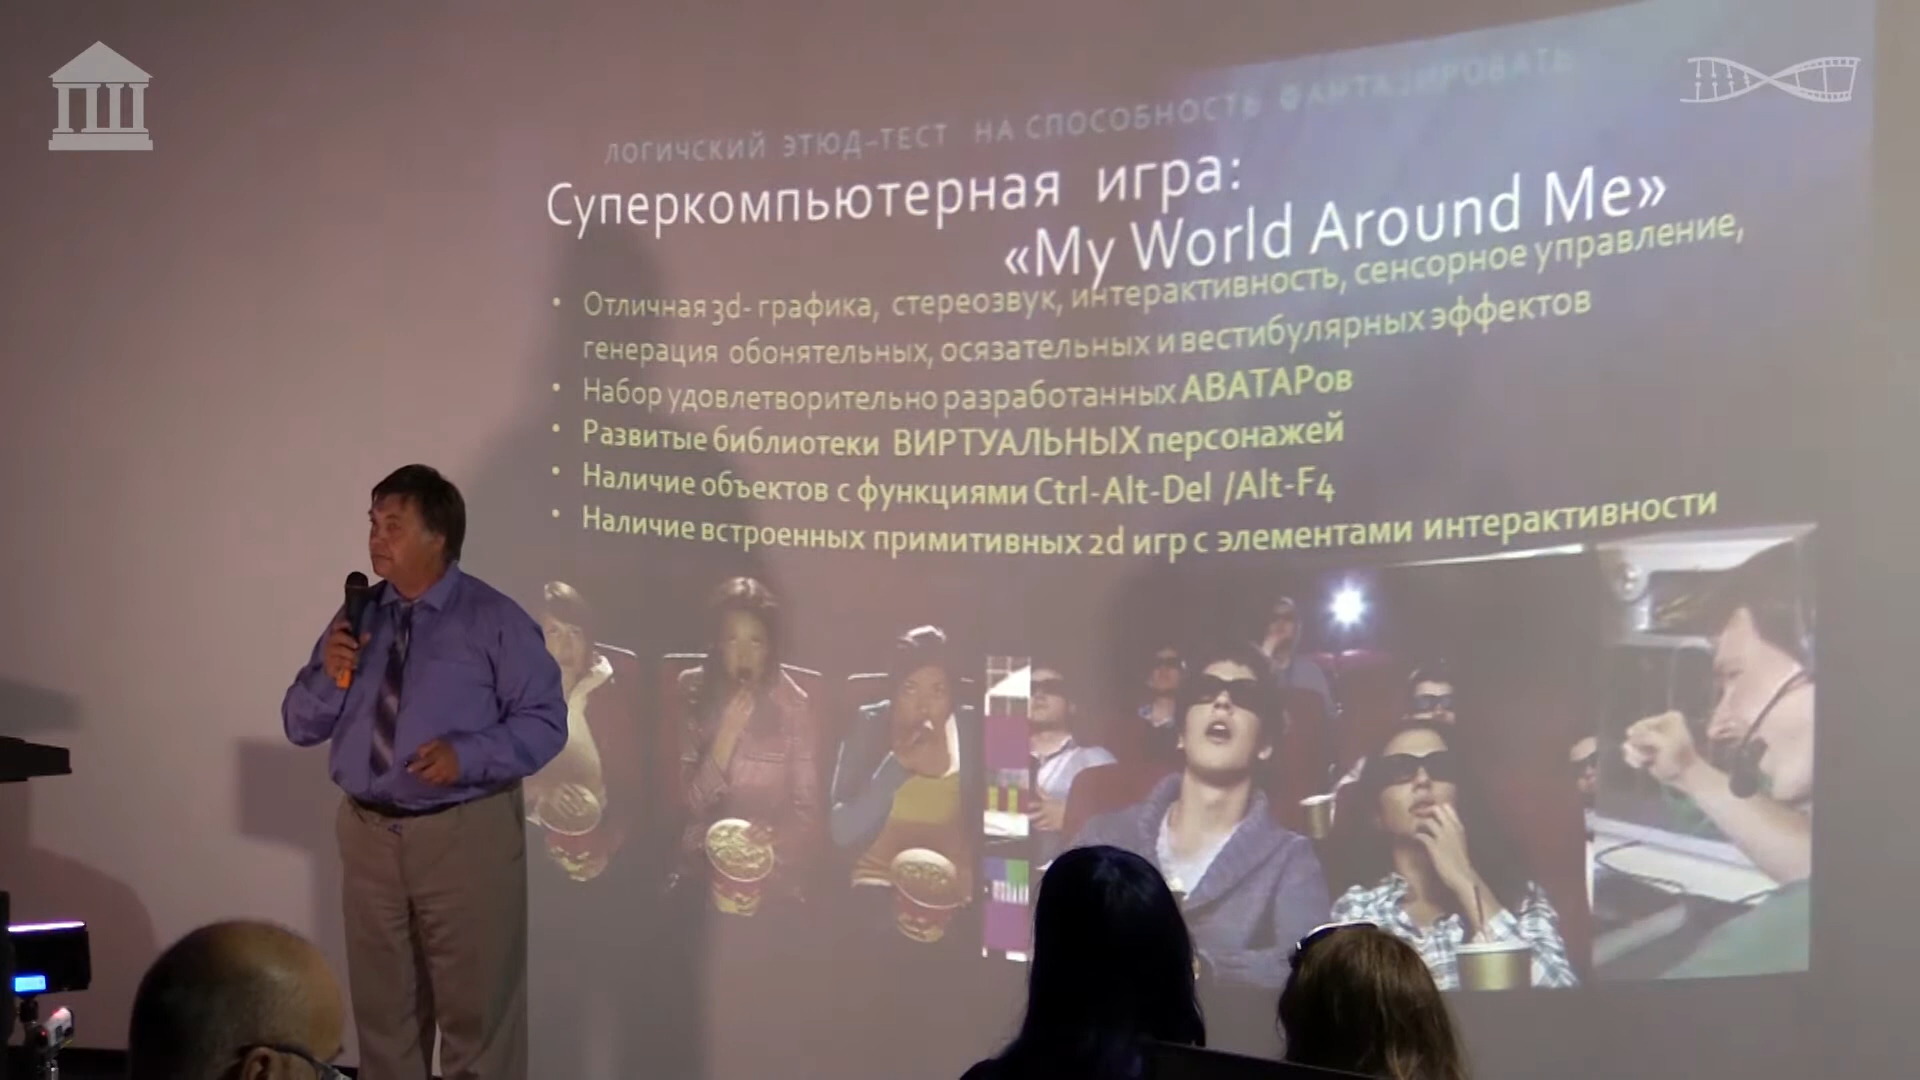 ЛОГИЧСКИЙ ЭТЮД-ТЕСТ НА СПОСОБНОСТЬ ФАНТАЗИРОВАТЬ
Суперкомпьютерная игра:
«My World Around Me»
• Отличная 3d- графика, стереозвук, интерактивность, сенсорное управление,
генерация обонятельных, осязательных и вестибулярных эффектов
• Набор удовлетворительно разработанных АВАТАРов
• Развитые библиотеки ВИРТУАЛЬНЫХ персонажей
• Наличие объектов с функциями Ctrl-Alt-Del /Alt-F4
• Наличие встроенных примитивных 2d игр с элементами интерактивности